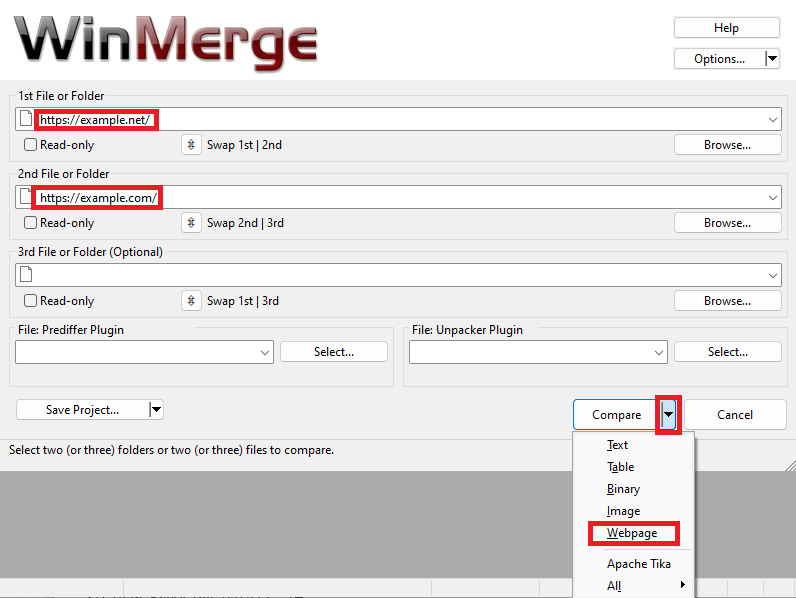 WinMerge
Help
Options...
1st File or Folder
https://example.net/
Read-only
Swap 1st | 2nd
Browse...
2nd File or Folder
https://example.com/
Read-only
Swap 2nd | 3rd
Browse...
3rd File or Folder (Optional)
Read-only
Swap 1st | 3rd
Browse...
File: Prediffer Plugin
Select...
File: Unpacker Plugin
Select...
Save Project...
Compare
Cancel
Select two (or three) folders or two (or three) files to compare.
Text
Table
Binary
Image
Webpage
Apache Tika
All